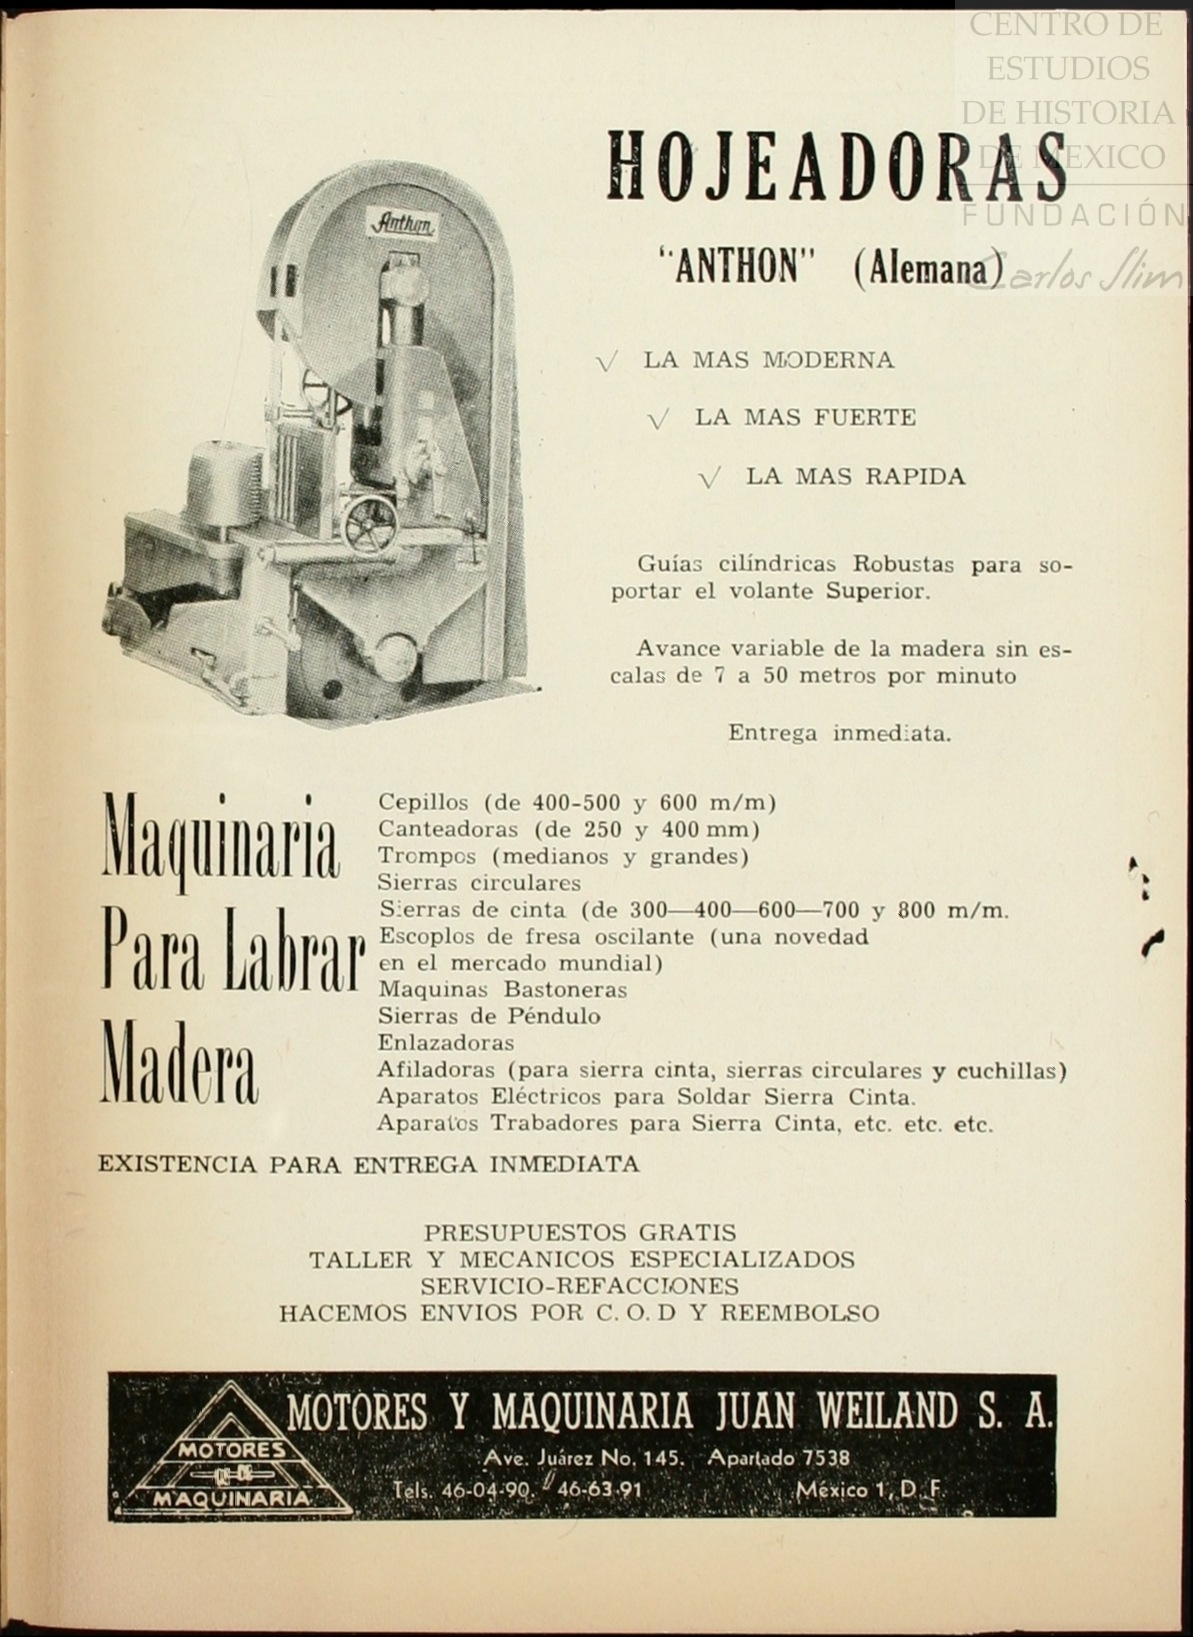 CENTRO DE
ESTUDIOS
DE HISTORIA
DE MEXICO
FUNDACIÓN
Carlos Slim
HOJEADORAS
"ANTHON" (Alemana)
Anthon
√ LA MAS MODERNA
√ LA MAS FUERTE
√ LA MAS RAPIDA
Guías cilíndricas Robustas para so-
portar el volante Superior.
Avance variable de la madera sin es-
calas de 7 a 50 metros por minuto
Entrega inmediata.
Maquinaria
Para Labrar
Madera
Cepillos (de 400-500 y 600 m/m)
Canteadoras (de 250 y 400 mm)
Trompos (medianos y grandes)
Sierras circulares
Sierras de cinta (de 300—400—600—700 y 800 m/m.
Escoplos de fresa oscilante (una novedad
en el mercado mundial)
Maquinas Bastoneras
Sierras de Péndulo
Enlazadoras
Afiladoras (para sierra cinta, sierras circulares y cuchillas)
Aparatos Eléctricos para Soldar Sierra Cinta.
Aparatos Trabadores para Sierra Cinta, etc. etc. etc.
EXISTENCIA PARA ENTREGA INMEDIATA
PRESUPUESTOS GRATIS
TALLER Y MECANICOS ESPECIALIZADOS
SERVICIO-REFACCIONES
HACEMOS ENVIOS POR C. O. D Y REEMBOLSO
MOTORES Y MAQUINARIA JUAN WEILAND S. A.
Ave. Juárez No. 145. Apartado 7538
Tels. 46-04-90. y 46-63-91 México 1, D. F.
MOTORES
MAQUINARIA